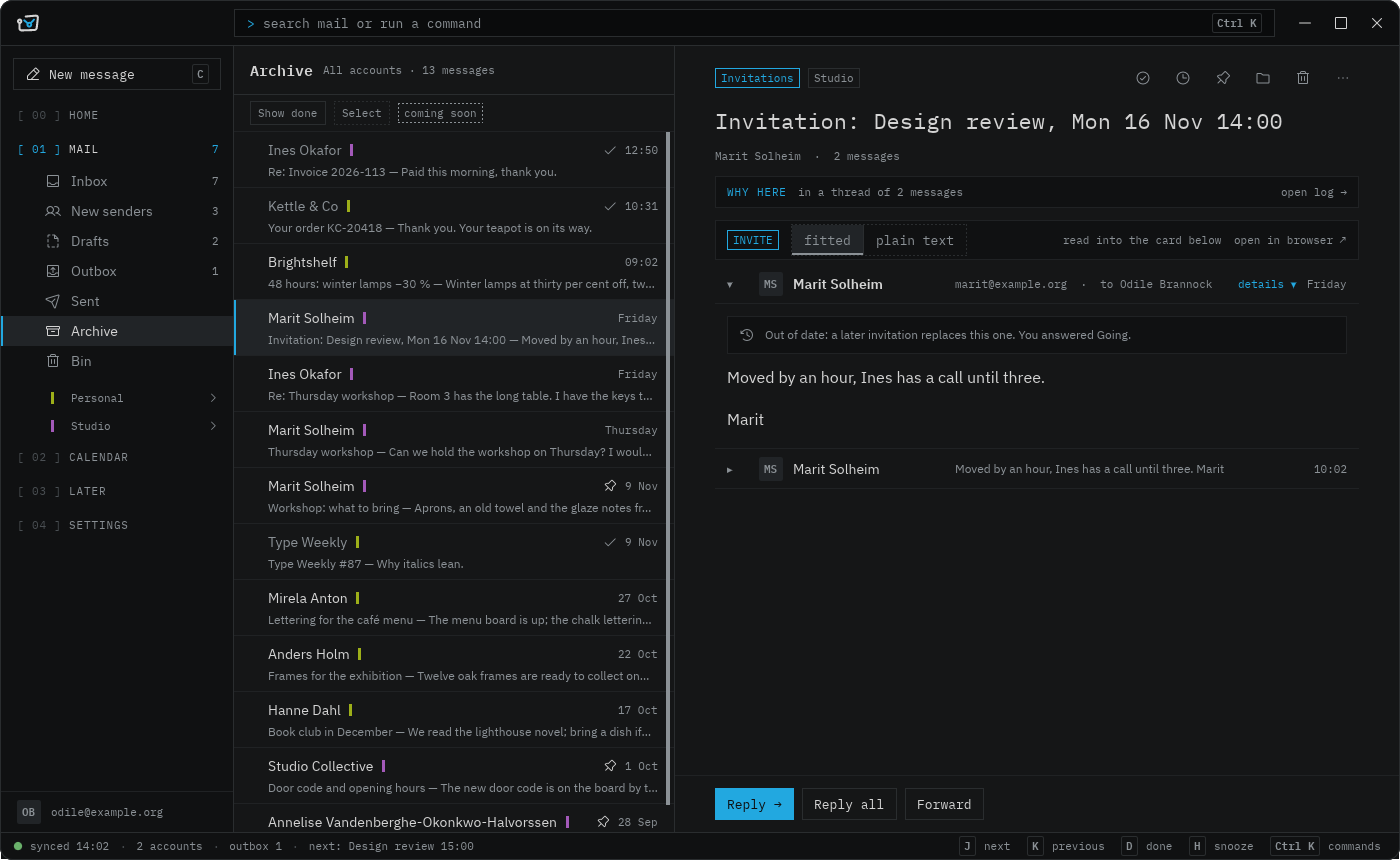 > search mail or run a command Ctrl K
New message C
[ 00 ] HOME
[ 01 ] MAIL 7
Inbox 7
New senders 3
Drafts 2
Outbox 1
Sent
Archive
Bin
Personal
Studio
[ 02 ] CALENDAR
[ 03 ] LATER
[ 04 ] SETTINGS
OB odile@example.org
Archive All accounts · 13 messages
Show done Select coming soon
Ines Okafor 12:50
Re: Invoice 2026-113 — Paid this morning, thank you.
Kettle & Co 10:31
Your order KC-20418 — Thank you. Your teapot is on its way.
Brightshelf 09:02
48 hours: winter lamps −30 % — Winter lamps at thirty per cent off, tw…
Marit Solheim Friday
Invitation: Design review, Mon 16 Nov 14:00 — Moved by an hour, Ines…
Ines Okafor Friday
Re: Thursday workshop — Room 3 has the long table. I have the keys t…
Marit Solheim Thursday
Thursday workshop — Can we hold the workshop on Thursday? I woul…
Marit Solheim 9 Nov
Workshop: what to bring — Aprons, an old towel and the glaze notes fr…
Type Weekly 9 Nov
Type Weekly #87 — Why italics lean.
Mirela Anton 27 Oct
Lettering for the café menu — The menu board is up; the chalk letterin…
Anders Holm 22 Oct
Frames for the exhibition — Twelve oak frames are ready to collect on…
Hanne Dahl 17 Oct
Book club in December — We read the lighthouse novel; bring a dish if…
Studio Collective 1 Oct
Door code and opening hours — The new door code is on the board by t…
Annelise Vandenberghe-Okonkwo-Halvorssen 28 Sep
Invitations Studio
Invitation: Design review, Mon 16 Nov 14:00
Marit Solheim · 2 messages
WHY HERE in a thread of 2 messages open log →
INVITE fitted plain text read into the card below open in browser ↗
▾ MS Marit Solheim marit@example.org · to Odile Brannock details ▾ Friday
Out of date: a later invitation replaces this one. You answered Going.
Moved by an hour, Ines has a call until three.
Marit
▸ MS Marit Solheim Moved by an hour, Ines has a call until three. Marit 10:02
Reply → Reply all Forward
synced 14:02 · 2 accounts · outbox 1 · next: Design review 15:00 J next K previous D done H snooze Ctrl K commands